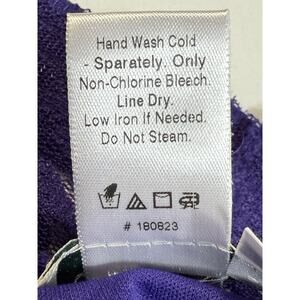 Hand Wash Cold
- Sparately. Only
Non-Chlorine Bleach.
Line Dry.
Low Iron If Needed.
Do Not Steam.
# 180823